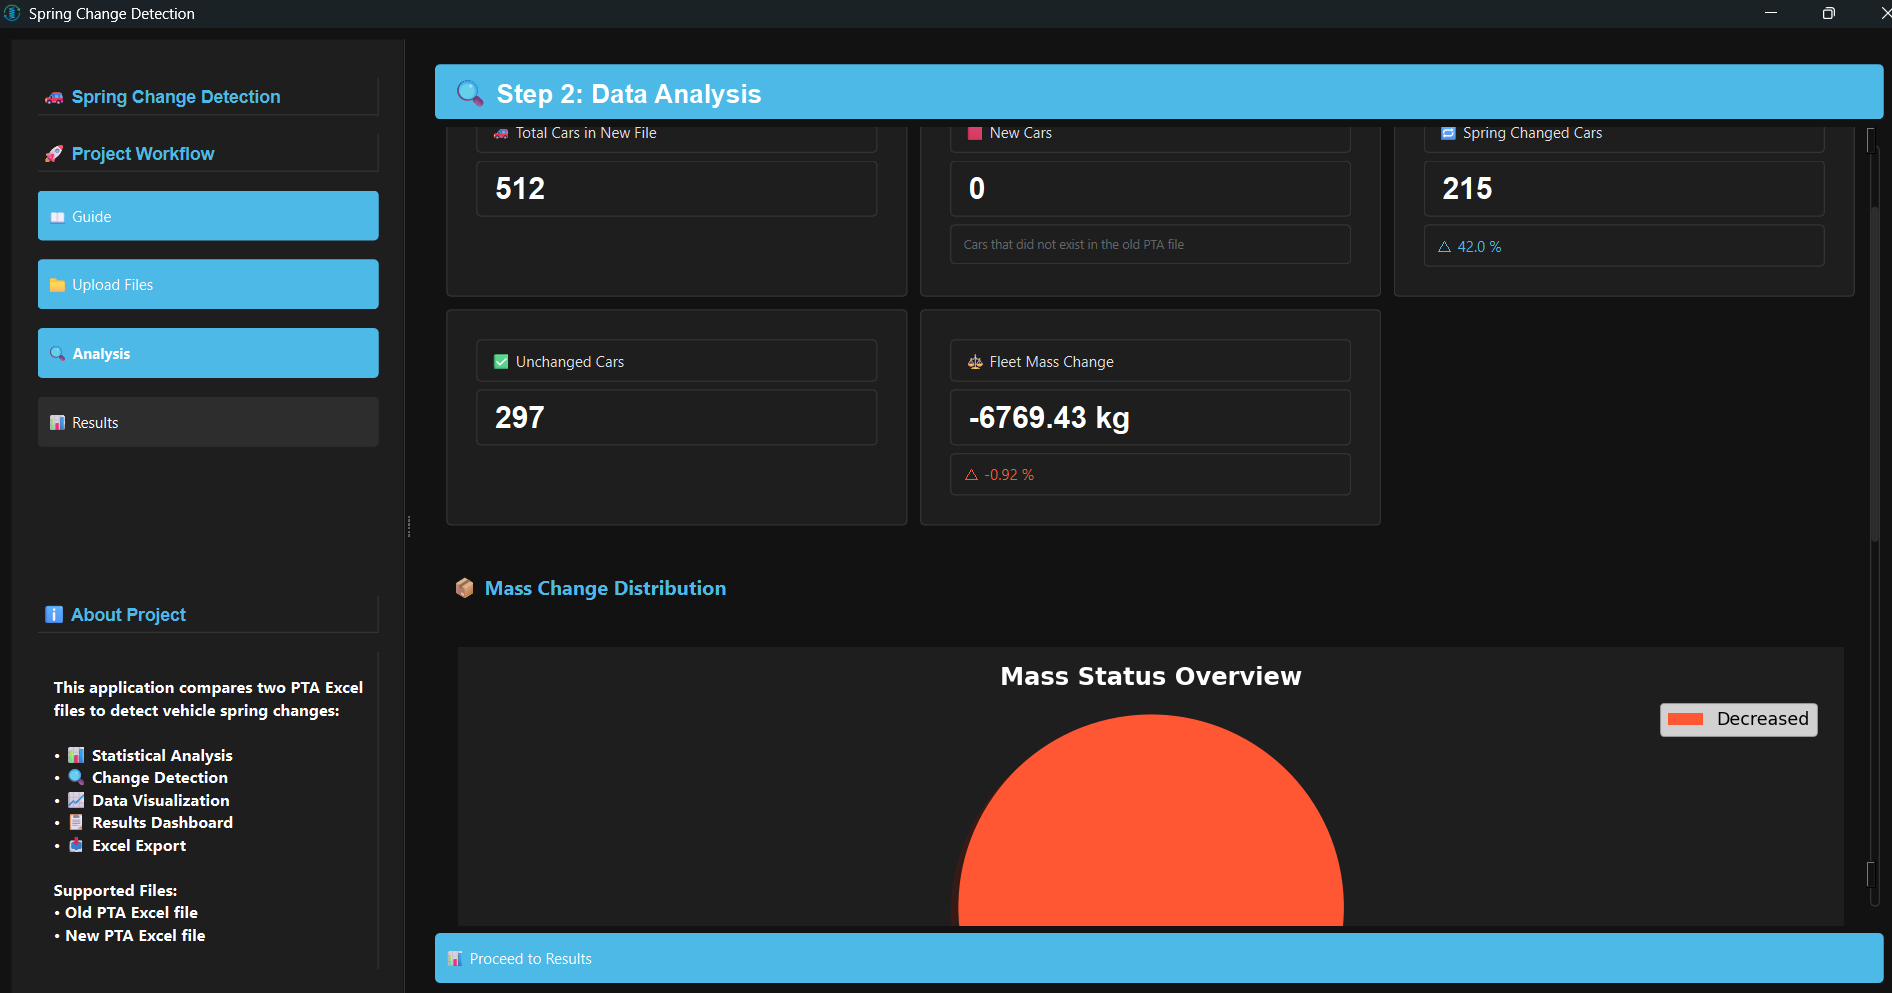 Spring Change Detection
Spring Change Detection
Project Workflow
Guide
Upload Files
Analysis
Results
About Project
This application compares two PTA Excel
files to detect vehicle spring changes:
• Statistical Analysis
• Change Detection
• Data Visualization
• Results Dashboard
• Excel Export
Supported Files:
• Old PTA Excel file
• New PTA Excel file
Step 2: Data Analysis
Total Cars in New File
512
New Cars
0
Cars that did not exist in the old PTA file
Spring Changed Cars
215
△ 42.0 %
Unchanged Cars
297
Fleet Mass Change
-6769.43 kg
△ -0.92 %
Mass Change Distribution
Mass Status Overview
Decreased
Proceed to Results